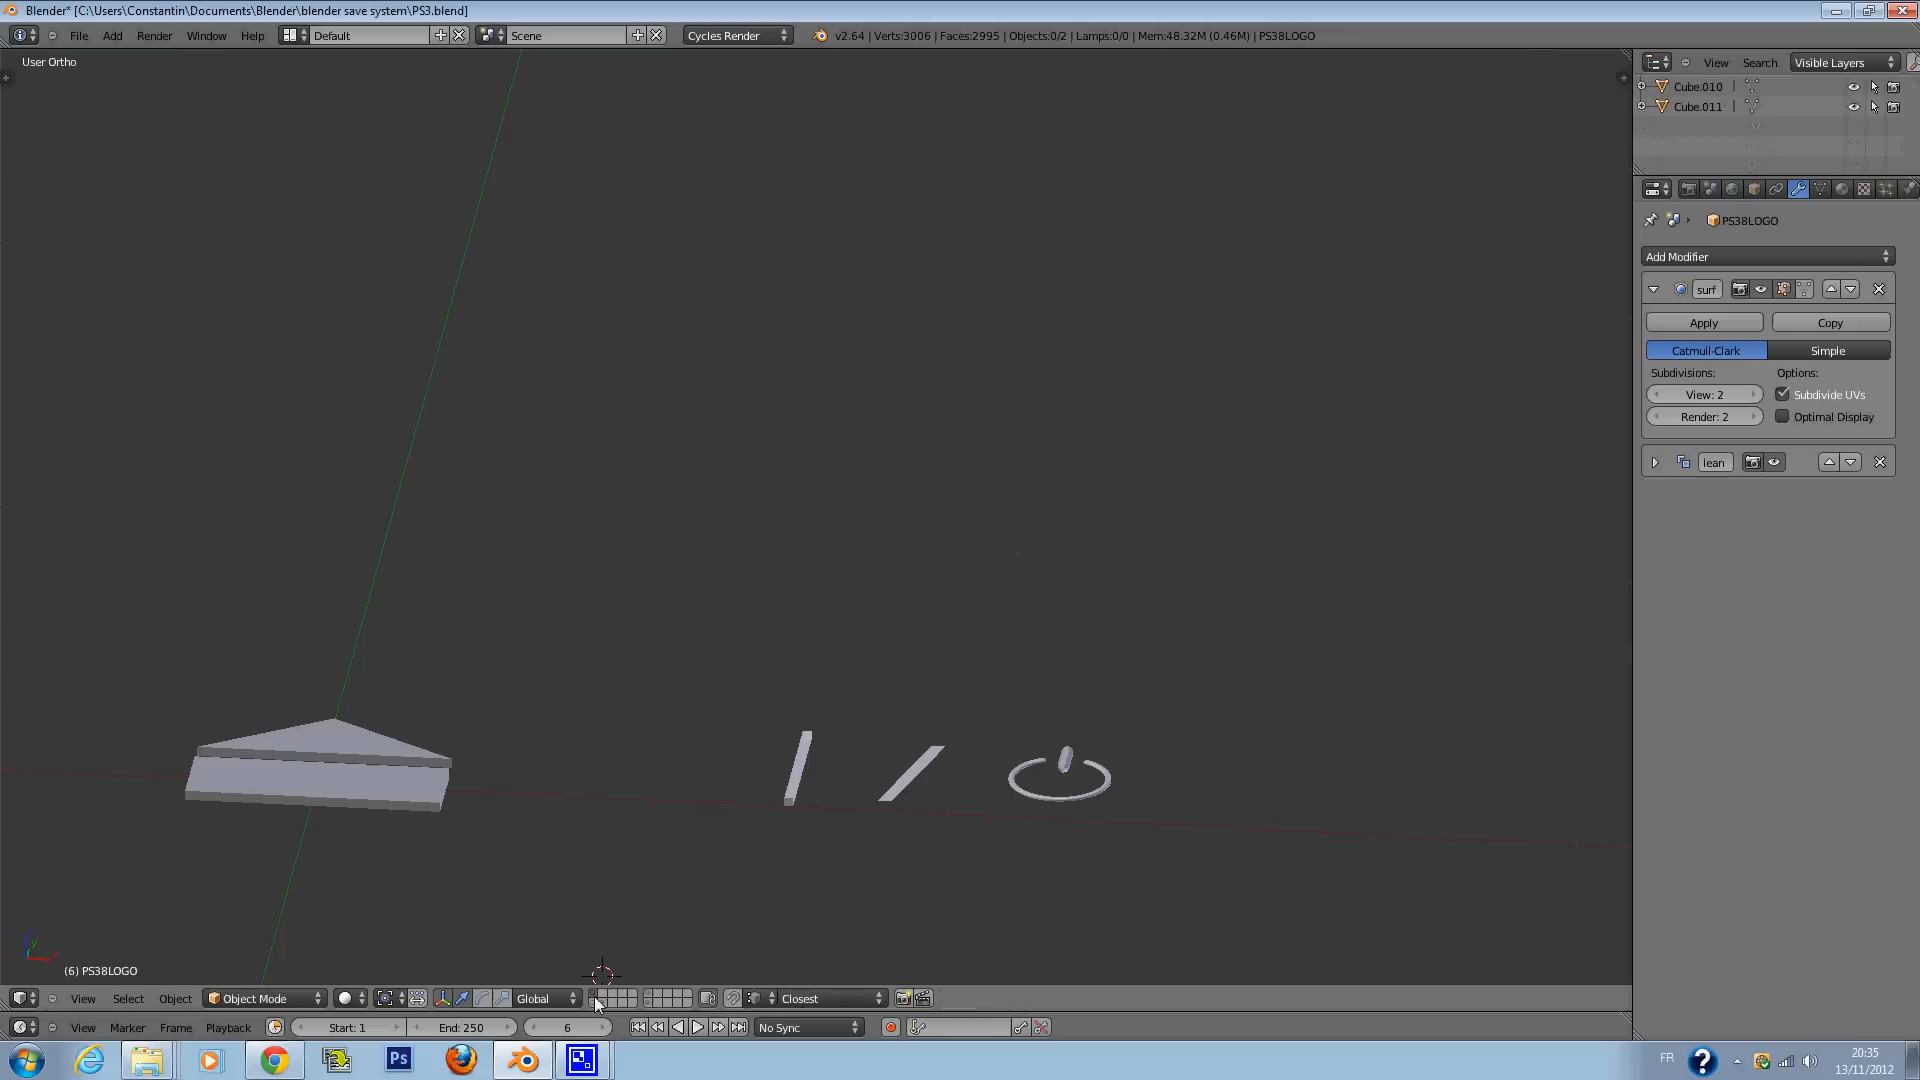 Blender* [C:\Users\Constantin\Documents\Blender\blender save system\PS3.blend]
File Add Render Window Help Default Scene Cycles Render v2.64 | Verts:3006 | Faces:2995 | Objects:0/2 | Lamps:0/0 | Mem:48.32M (0.46M) | PS38LOGO
User Ortho
View Search Visible Layers
Cube.010
Cube.011
PS38LOGO
Add Modifier
surf
Apply Copy
Catmull-Clark Simple
Subdivisions: Options:
View: 2 Subdivide UVs
Render: 2 Optimal Display
lean
y
(6) PS38LOGO
View Select Object Object Mode Global Closest
View Marker Frame Playback Start: 1 End: 250 6 No Sync
Ps
FR
20:35
13/11/2012